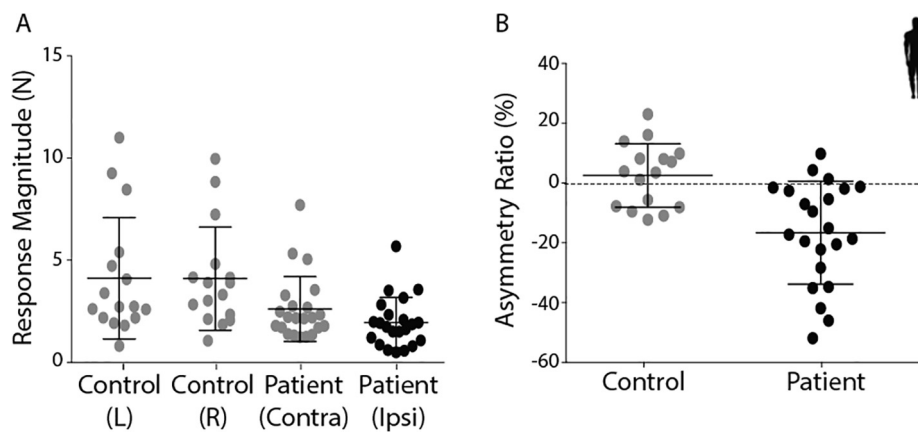 A
Response Magnitude (N)
15
10
5
0
Control
(L)
Control
(R)
Patient
(Contra)
Patient
(Ipsi)
B
Asymmetry Ratio (%)
40
20
0
-20
-40
-60
Control
Patient